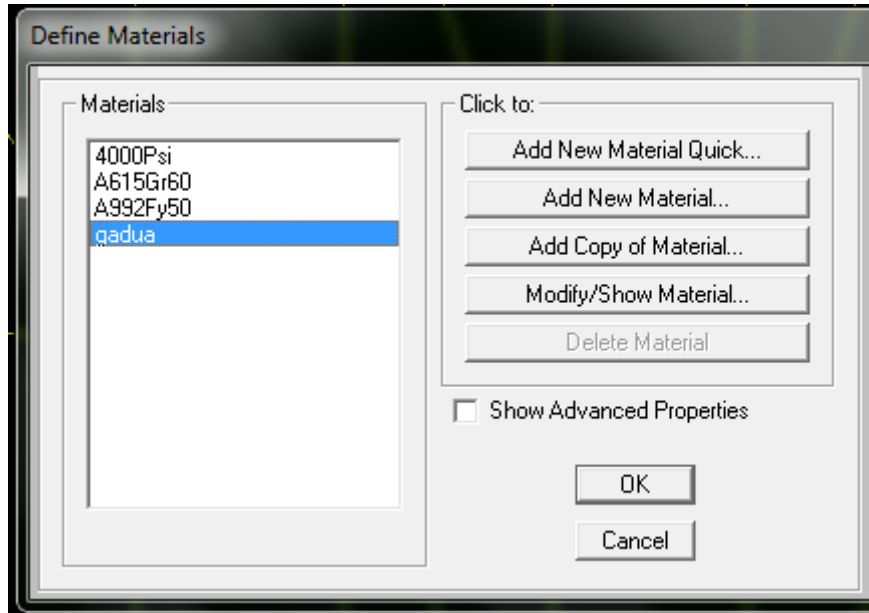 Define Materials
Materials
4000Psi
A615Gr60
A992Fy50
gadua
Click to:
Add New Material Quick...
Add New Material...
Add Copy of Material...
Modify/Show Material...
Delete Material
Show Advanced Properties
OK
Cancel